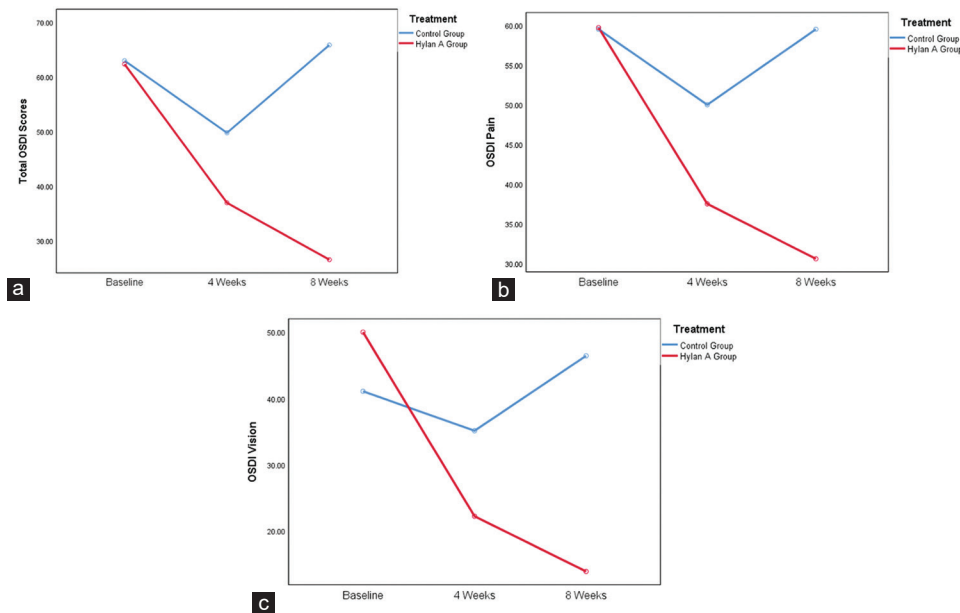 70.00
60.00
50.00
40.00
30.00
Total OSDI Scores
Baseline
4 Weeks
8 Weeks
Treatment
Control Group
Hylan A Group
a
60.00
55.00
50.00
45.00
40.00
35.00
30.00
OSDI Pain
Baseline
4 Weeks
8 Weeks
Treatment
Control Group
Hylan A Group
b
50.00
40.00
30.00
20.00
OSDI Vision
Baseline
4 Weeks
8 Weeks
Treatment
Control Group
Hylan A Group
c